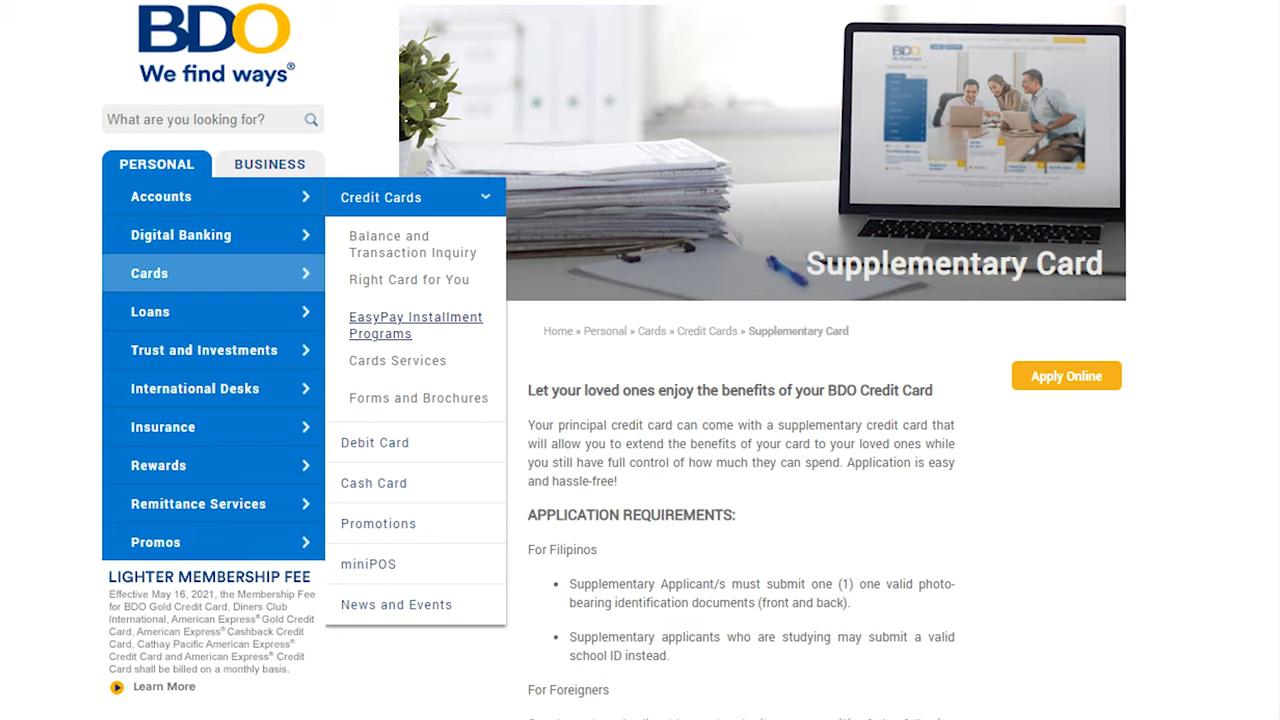 BDO
We find ways®
What are you looking for?
PERSONAL
BUSINESS
Accounts
Digital Banking
Cards
Loans
Trust and Investments
International Desks
Insurance
Rewards
Remittance Services
Promos
Credit Cards
Balance and
Transaction Inquiry
Right Card for You
EasyPay Installment
Programs
Cards Services
Forms and Brochures
Debit Card
Cash Card
Promotions
miniPOS
News and Events
LIGHTER MEMBERSHIP FEE
Effective May 16, 2021, the Membership Fee
for BDO Gold Credit Card, Diners Club
International, American Express® Gold Credit
Card, American Express® Cashback Credit
Card, Cathay Pacific American Express®
Credit Card and American Express® Credit
Card shall be billed on a monthly basis.
Learn More
BDO
Supplementary Card
Home » Personal » Cards » Credit Cards » Supplementary Card
Apply Online
Let your loved ones enjoy the benefits of your BDO Credit Card
Your principal credit card can come with a supplementary credit card that
will allow you to extend the benefits of your card to your loved ones while
you still have full control of how much they can spend. Application is easy
and hassle-free!
APPLICATION REQUIREMENTS:
For Filipinos
• Supplementary Applicant/s must submit one (1) one valid photo-
bearing identification documents (front and back).
• Supplementary applicants who are studying may submit a valid
school ID instead.
For Foreigners